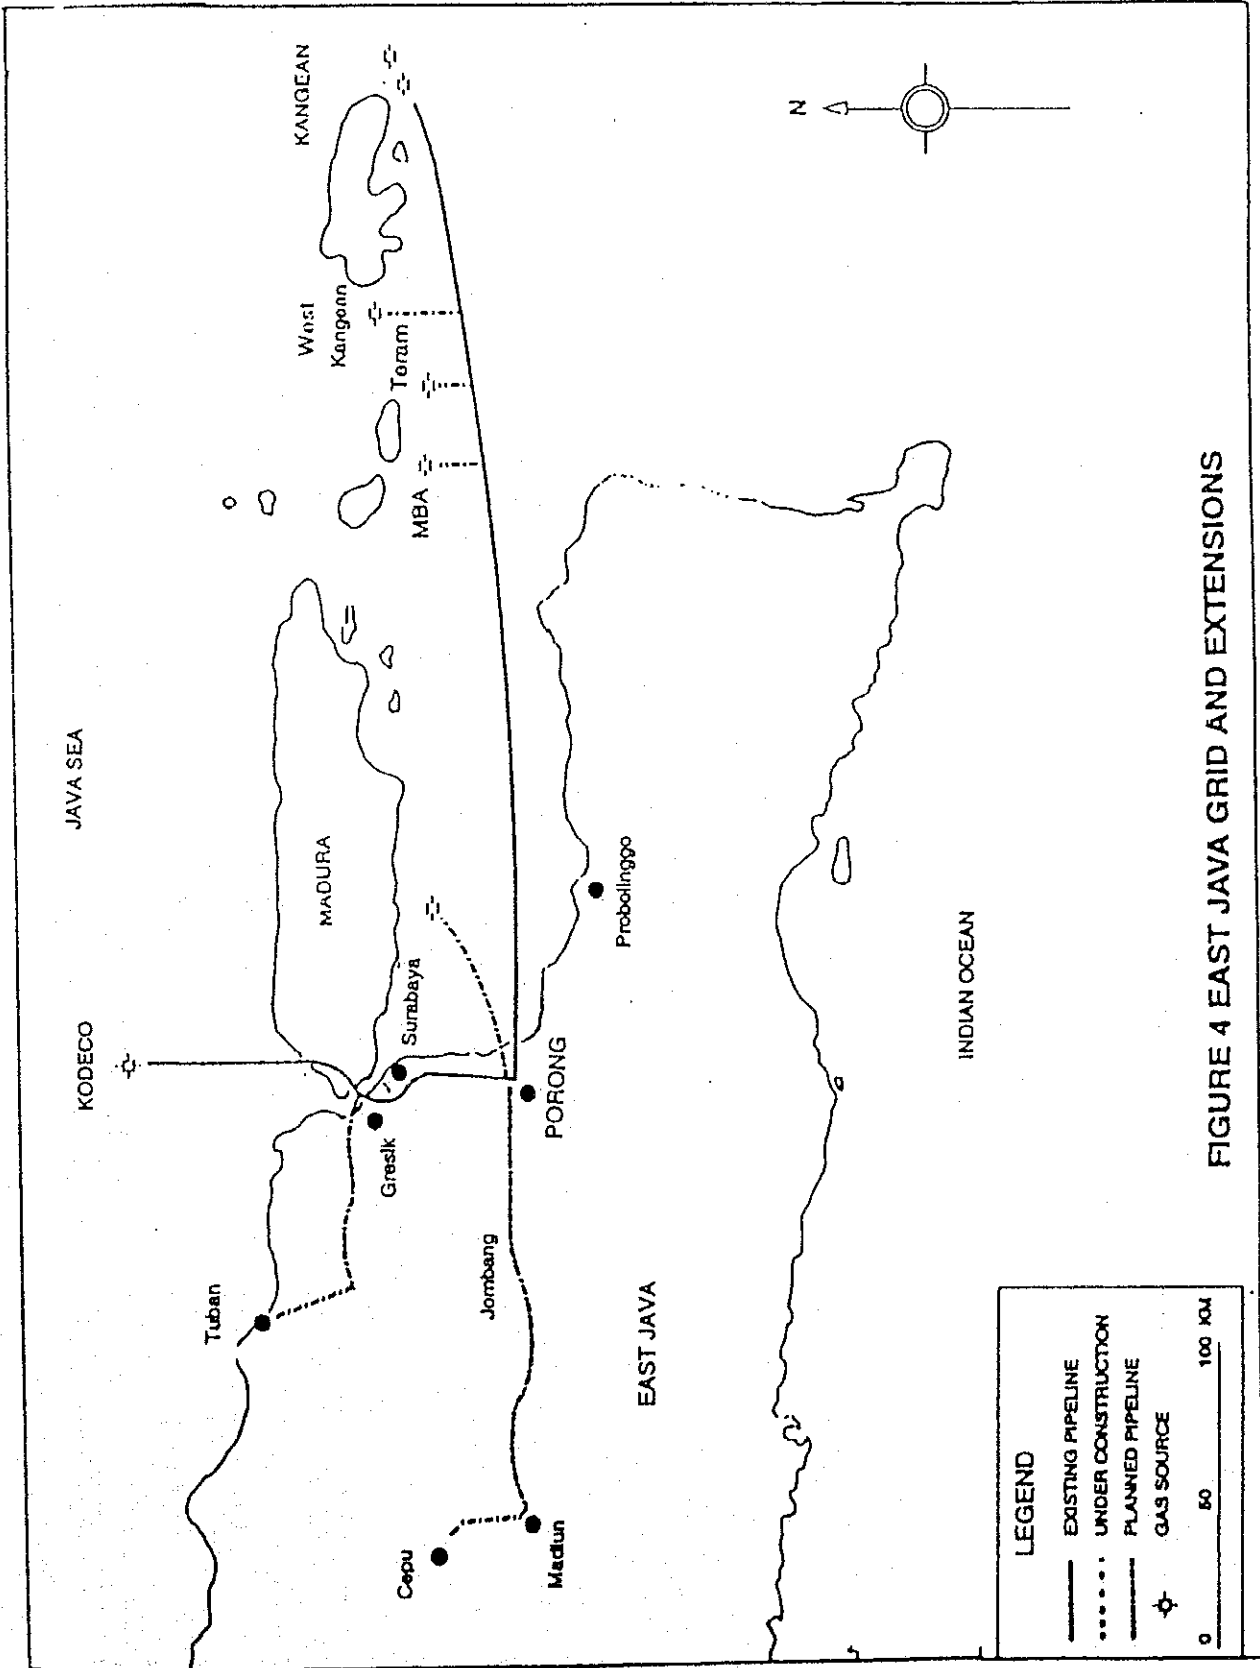 JAVA SEA
KODECO
KANGEAN
N
West
Kangean
Teram
MBA
MADURA
Surabaya
Gresik
Tuban
Probolinggo
PORONG
Jombang
Cepu
Madiun
EAST JAVA
INDIAN OCEAN
LEGEND
EXISTING PIPELINE
UNDER CONSTRUCTION
PLANNED PIPELINE
GAS SOURCE
0 50 100 KM
FIGURE 4 EAST JAVA GRID AND EXTENSIONS